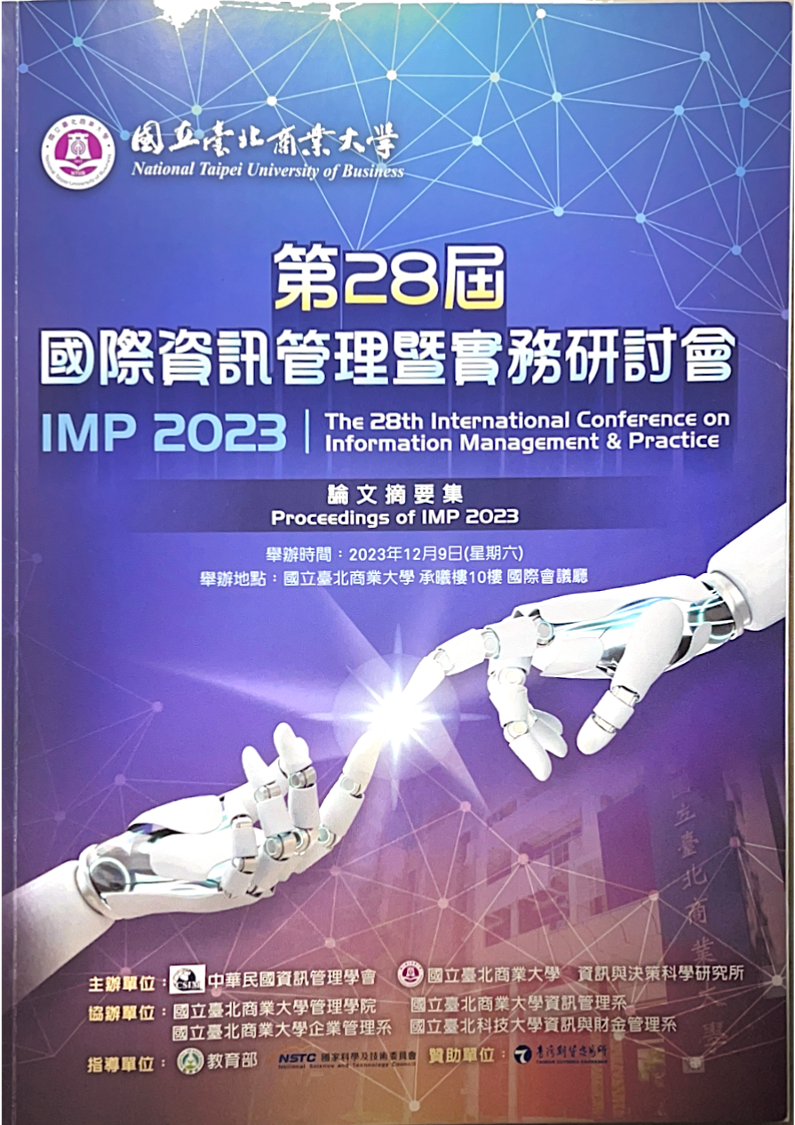 國立臺北商業大學
National Taipei University of Business
第28屆
國際資訊管理暨實務研討會
IMP 2023
The 28th International Conference on
Information Management & Practice
論文摘要集
Proceedings of IMP 2023
舉辦時間：2023年12月9日(星期六)
舉辦地點：國立臺北商業大學 承曦樓10樓 國際會議廳
立臺北商業大學
主辦單位： CSIM 中華民國資訊管理學會 國立臺北商業大學 資訊與決策科學研究所
協辦單位：國立臺北商業大學管理學院 國立臺北商業大學資訊管理系
國立臺北商業大學企業管理系 國立臺北科技大學資訊與財金管理系
指導單位： 教育部 NSTC 國家科學及技術委員會 贊助單位： 臺灣期貨交易所
National Science and Technology Council TAIWAN FUTURES EXCHANGE